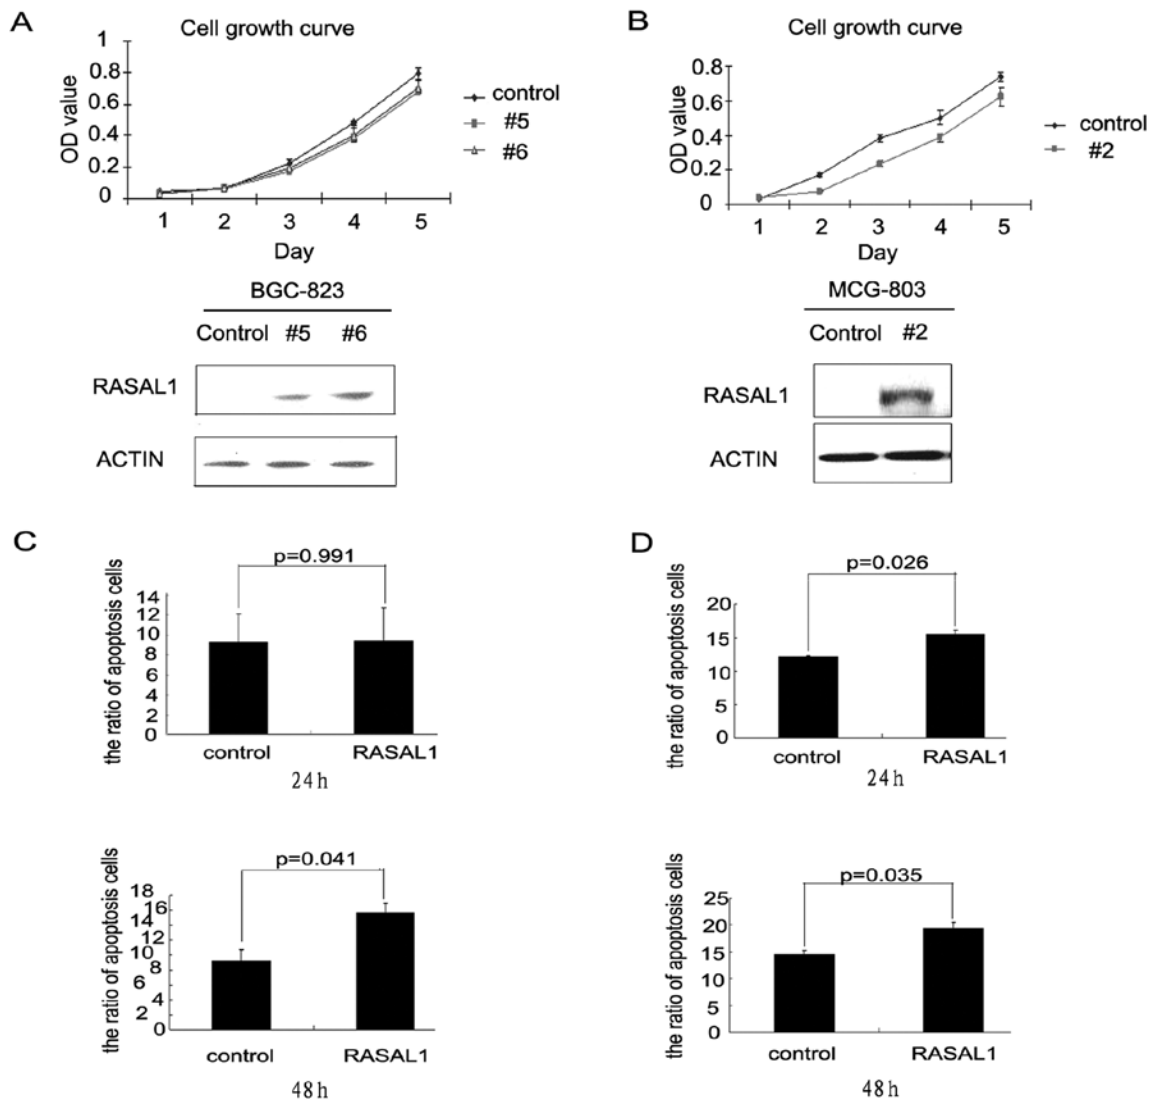 A
Cell growth curve
OD value
1
0.8
0.6
0.4
0.2
0
1 2 3 4 5
Day
control
#5
#6
BGC-823
Control #5 #6
RASAL1
ACTIN
B
Cell growth curve
OD value
0.8
0.6
0.4
0.2
0
1 2 3 4 5
Day
control
#2
MCG-803
Control #2
RASAL1
ACTIN
C
p=0.991
the ratio of apoptosis cells
14
12
10
8
6
4
2
0
control RASAL1
24h
p=0.041
the ratio of apoptosis cells
18
16
14
12
10
8
6
4
2
0
control RASAL1
48h
D
p=0.026
the ratio of apoptosis cells
20
15
10
5
0
control RASAL1
24h
p=0.035
the ratio of apoptosis cells
25
20
15
10
5
0
control RASAL1
48h